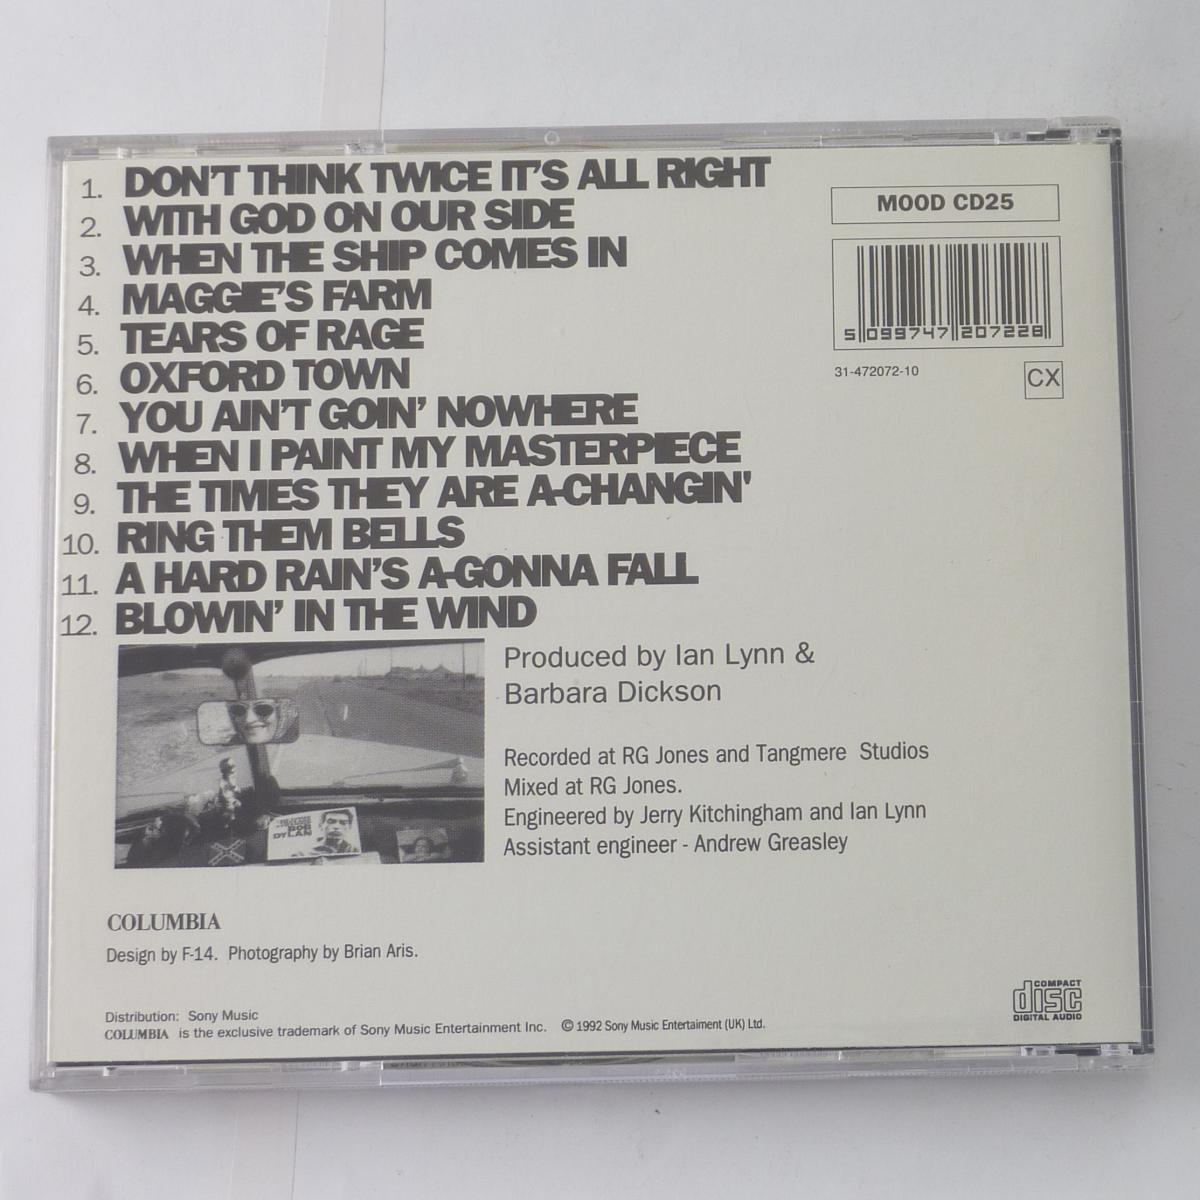 1. DON'T THINK TWICE IT'S ALL RIGHT
2. WITH GOD ON OUR SIDE
3. WHEN THE SHIP COMES IN
4. MAGGIE'S FARM
5. TEARS OF RAGE
6. OXFORD TOWN
7. YOU AIN'T GOIN' NOWHERE
8. WHEN I PAINT MY MASTERPIECE
9. THE TIMES THEY ARE A-CHANGIN'
10. RING THEM BELLS
11. A HARD RAIN'S A-GONNA FALL
12. BLOWIN' IN THE WIND
MOOD CD25
5 099747 207228
31-472072-10
CX
BOB
DYLAN
Produced by Ian Lynn &
Barbara Dickson
Recorded at RG Jones and Tangmere Studios
Mixed at RG Jones.
Engineered by Jerry Kitchingham and Ian Lynn
Assistant engineer - Andrew Greasley
COLUMBIA
Design by F-14. Photography by Brian Aris.
Distribution: Sony Music
COLUMBIA is the exclusive trademark of Sony Music Entertainment Inc. © 1992 Sony Music Entertaiment (UK) Ltd.
COMPACT
disc
DIGITAL AUDIO